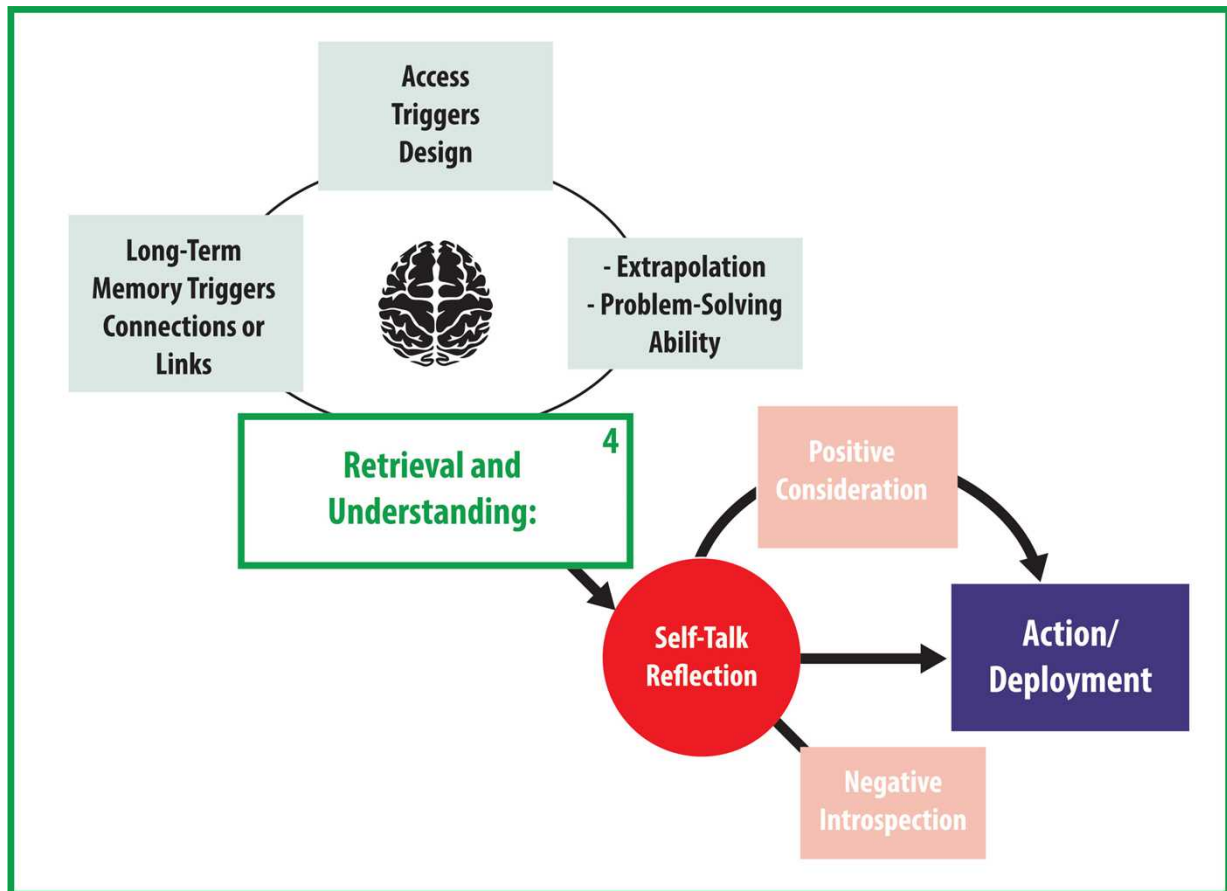 Access
Triggers
Design
Long-Term
Memory Triggers
Connections or
Links
- Extrapolation
- Problem-Solving
Ability
4
Retrieval and
Understanding:
Positive
Consideration
Self-Talk
Reflection
Action/
Deployment
Negative
Introspection